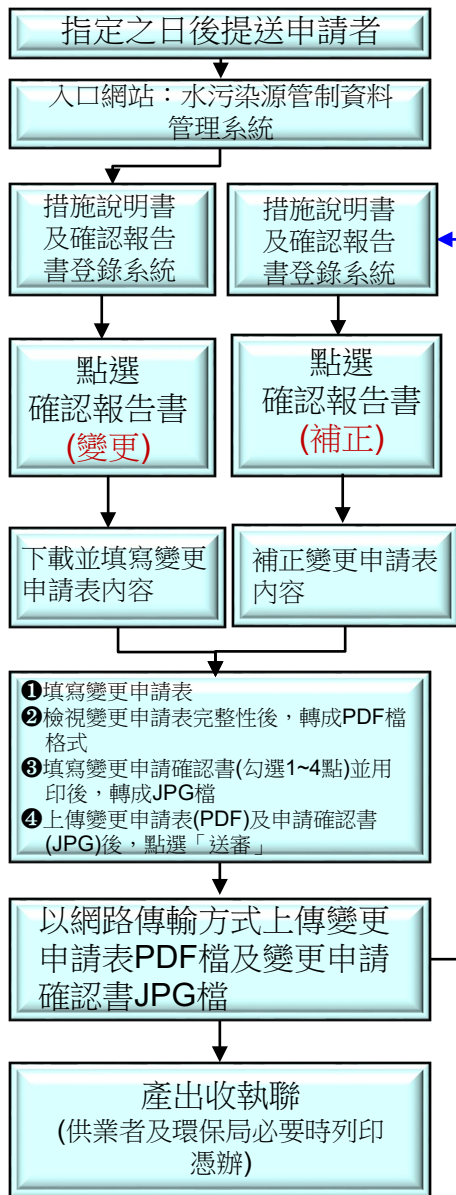 指定之日後提送申請者
入口網站：水污染源管制資料
管理系統
措施說明書
及確認報告
書登錄系統
措施說明書
及確認報告
書登錄系統
點選
確認報告書
(變更)
點選
確認報告書
(補正)
下載並填寫變更
申請表內容
補正變更申請表
內容
❶填寫變更申請表
❷檢視變更申請表完整性後，轉成PDF檔
格式
❸填寫變更申請確認書(勾選1~4點)並用
印後，轉成JPG檔
❹上傳變更申請表(PDF)及申請確認書
(JPG)後，點選「送審」
以網路傳輸方式上傳變更
申請表PDF檔及變更申請
確認書JPG檔
產出收執聯
(供業者及環保局必要時列印
憑辦)